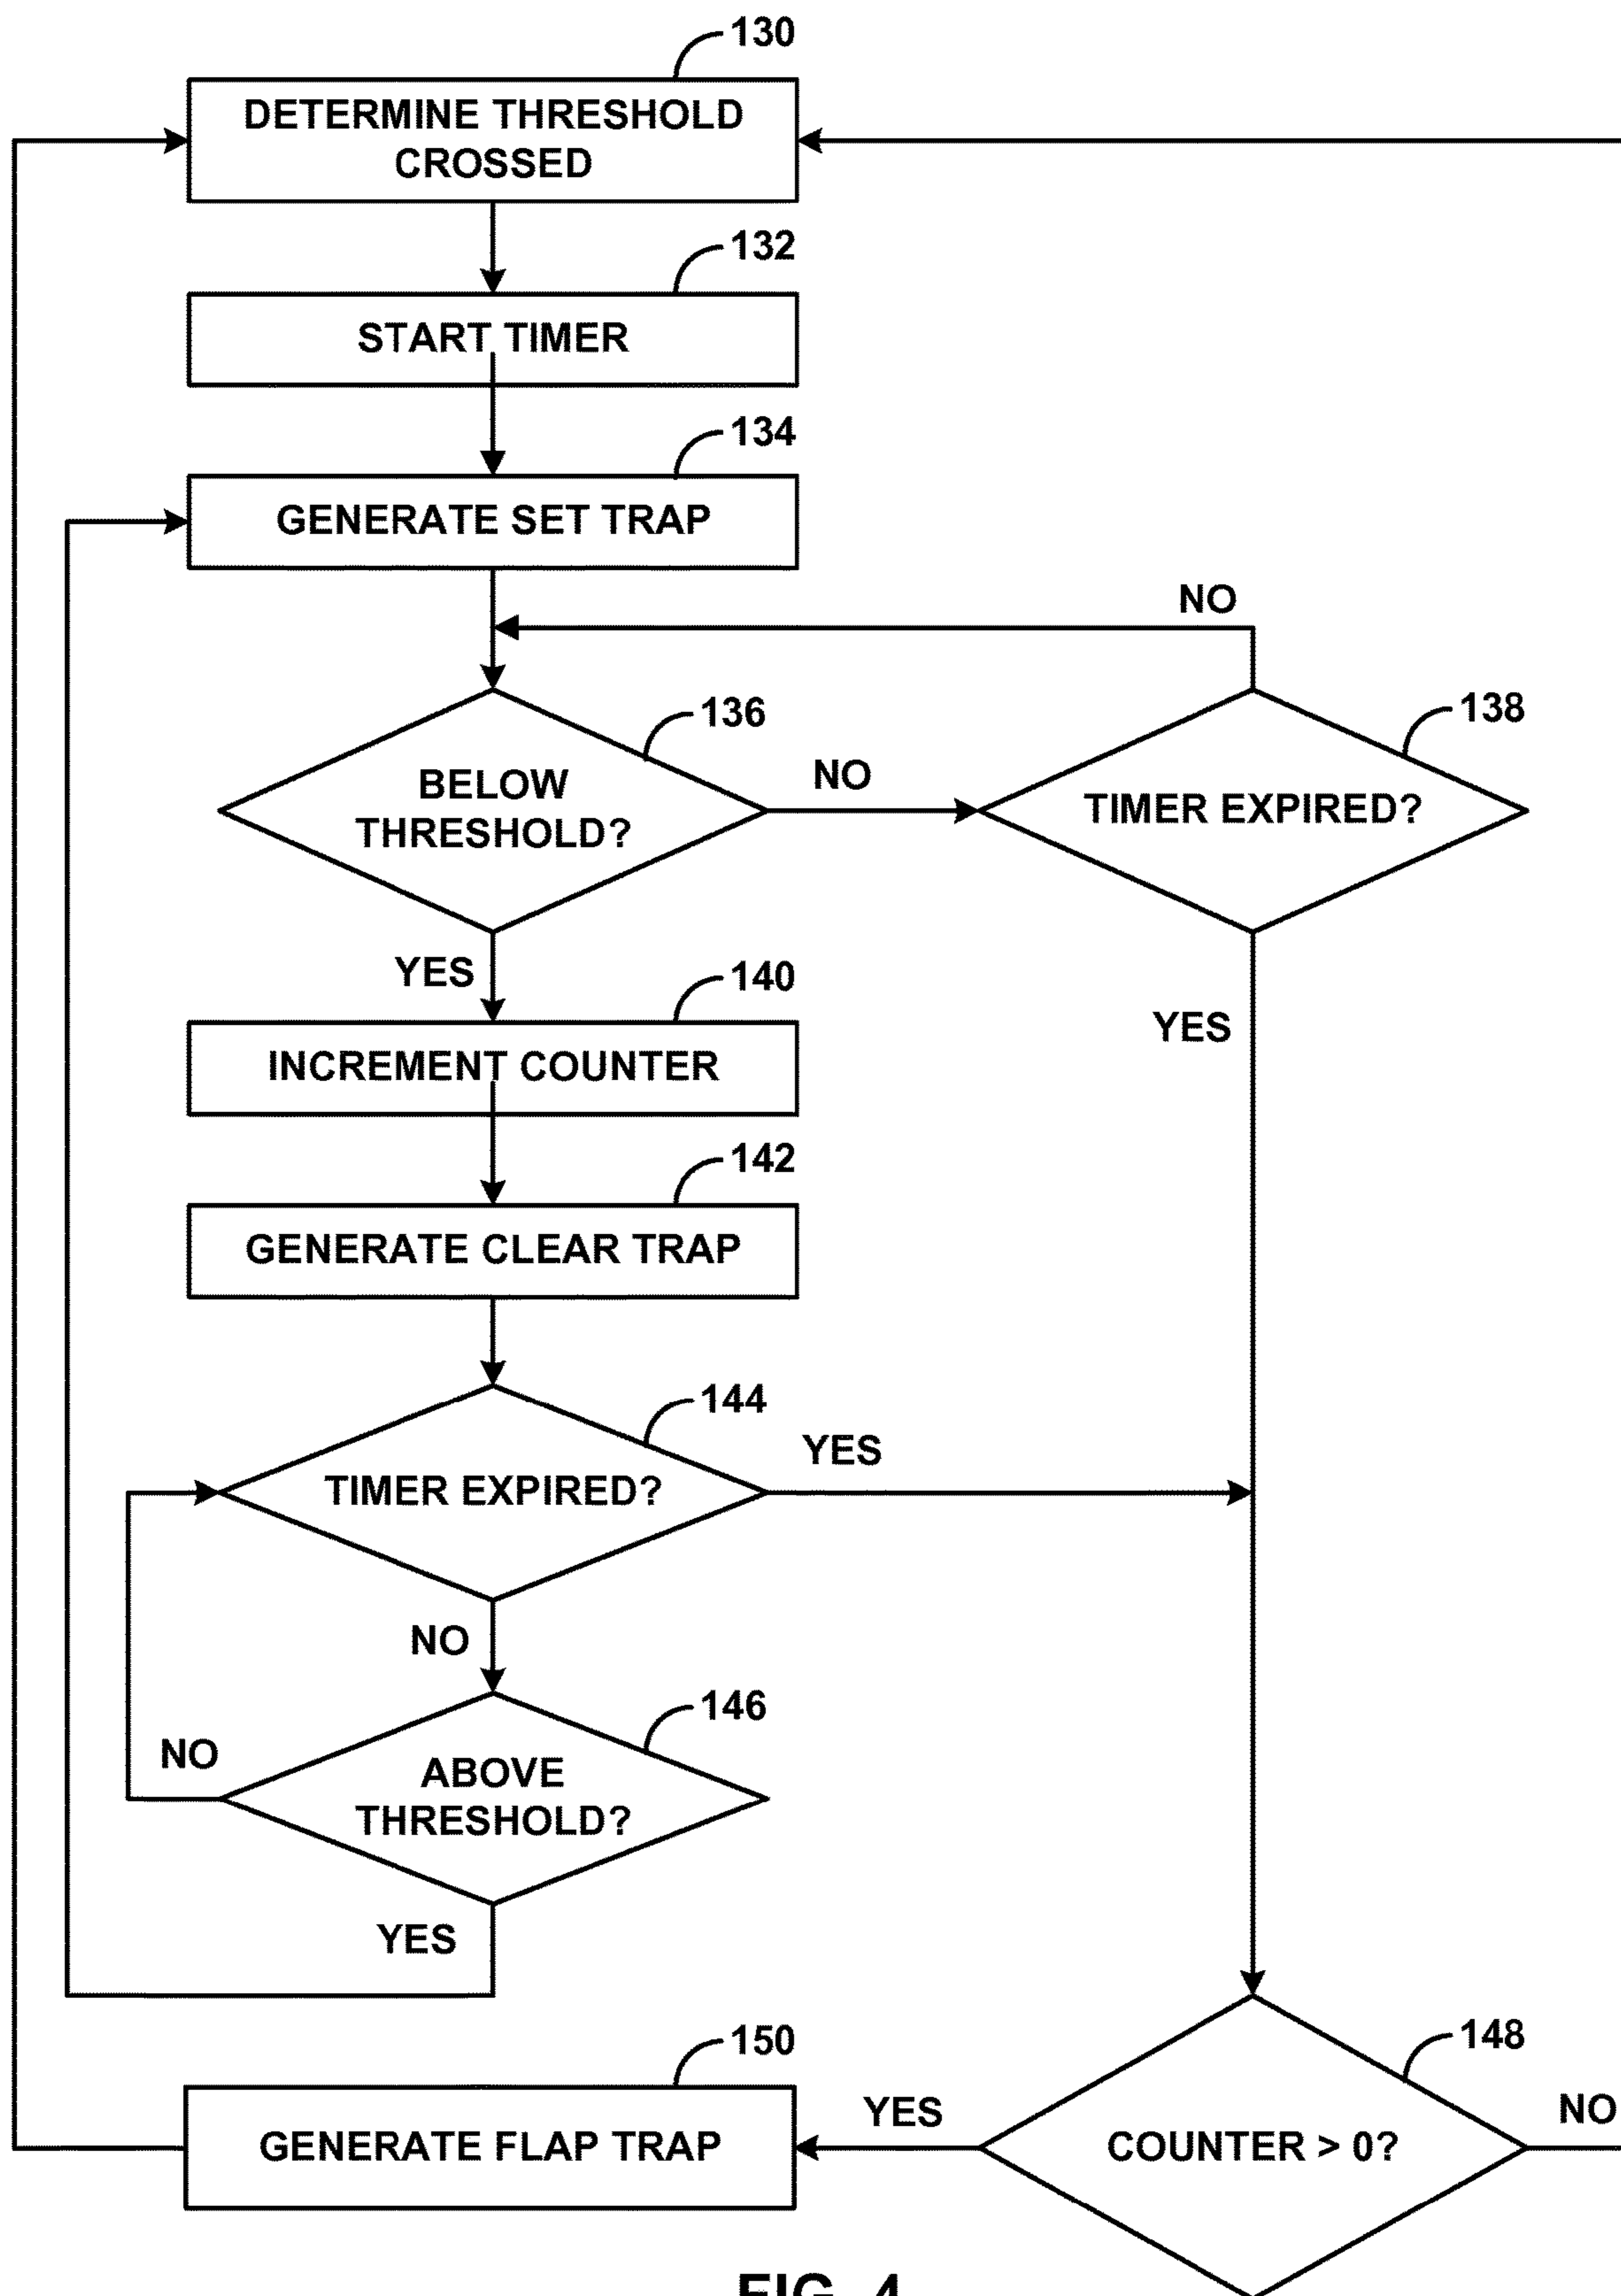 130
DETERMINE THRESHOLD
CROSSED
132
START TIMER
134
GENERATE SET TRAP
NO
136
138
BELOW
THRESHOLD?
NO
TIMER EXPIRED?
YES
140
YES
INCREMENT COUNTER
142
GENERATE CLEAR TRAP
144
YES
TIMER EXPIRED?
NO
146
NO
ABOVE
THRESHOLD?
YES
150
148
YES
NO
GENERATE FLAP TRAP
COUNTER > 0?
FIG. 4